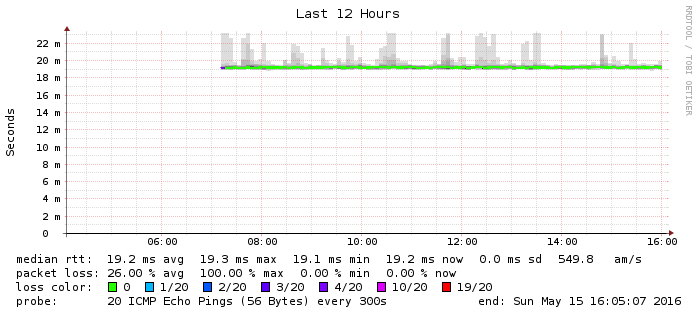 Last 12 Hours
RRDTOOL / TOBI OETIKER
Seconds
22 m
20 m
18 m
16 m
14 m
12 m
10 m
8 m
6 m
4 m
2 m
0
06:00 08:00 10:00 12:00 14:00 16:00
median rtt: 19.2 ms avg 19.3 ms max 19.1 ms min 19.2 ms now 0.0 ms sd 549.8 am/s
packet loss: 26.00 % avg 100.00 % max 0.00 % min 0.00 % now
loss color: 0 1/20 2/20 3/20 4/20 10/20 19/20
probe: 20 ICMP Echo Pings (56 Bytes) every 300s end: Sun May 15 16:05:07 2016